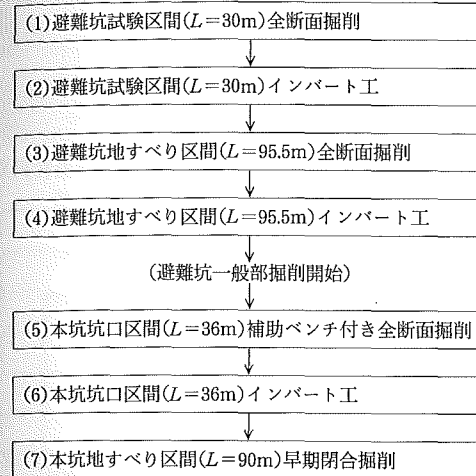 (1)避難坑試験区間(L=30m)全断面掘削
(2)避難坑試験区間(L=30m)インバート工
(3)避難坑地すべり区間(L=95.5m)全断面掘削
(4)避難坑地すべり区間(L=95.5m)インバート工
(避難坑一般部掘削開始)
(5)本坑坑口区間(L=36m)補助ベンチ付き全断面掘削
(6)本坑坑口区間(L=36m)インバート工
(7)本坑地すべり区間(L=90m)早期閉合掘削